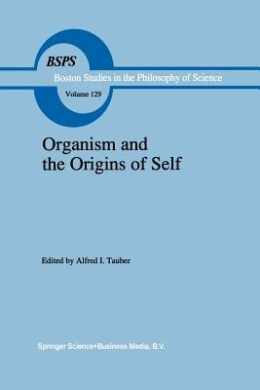 BSPS
Boston Studies in the Philosophy of Science
Volume 129
Organism and
the Origins of Self
Edited by Alfred I. Tauber
Springer Science+Business Media, B.V.